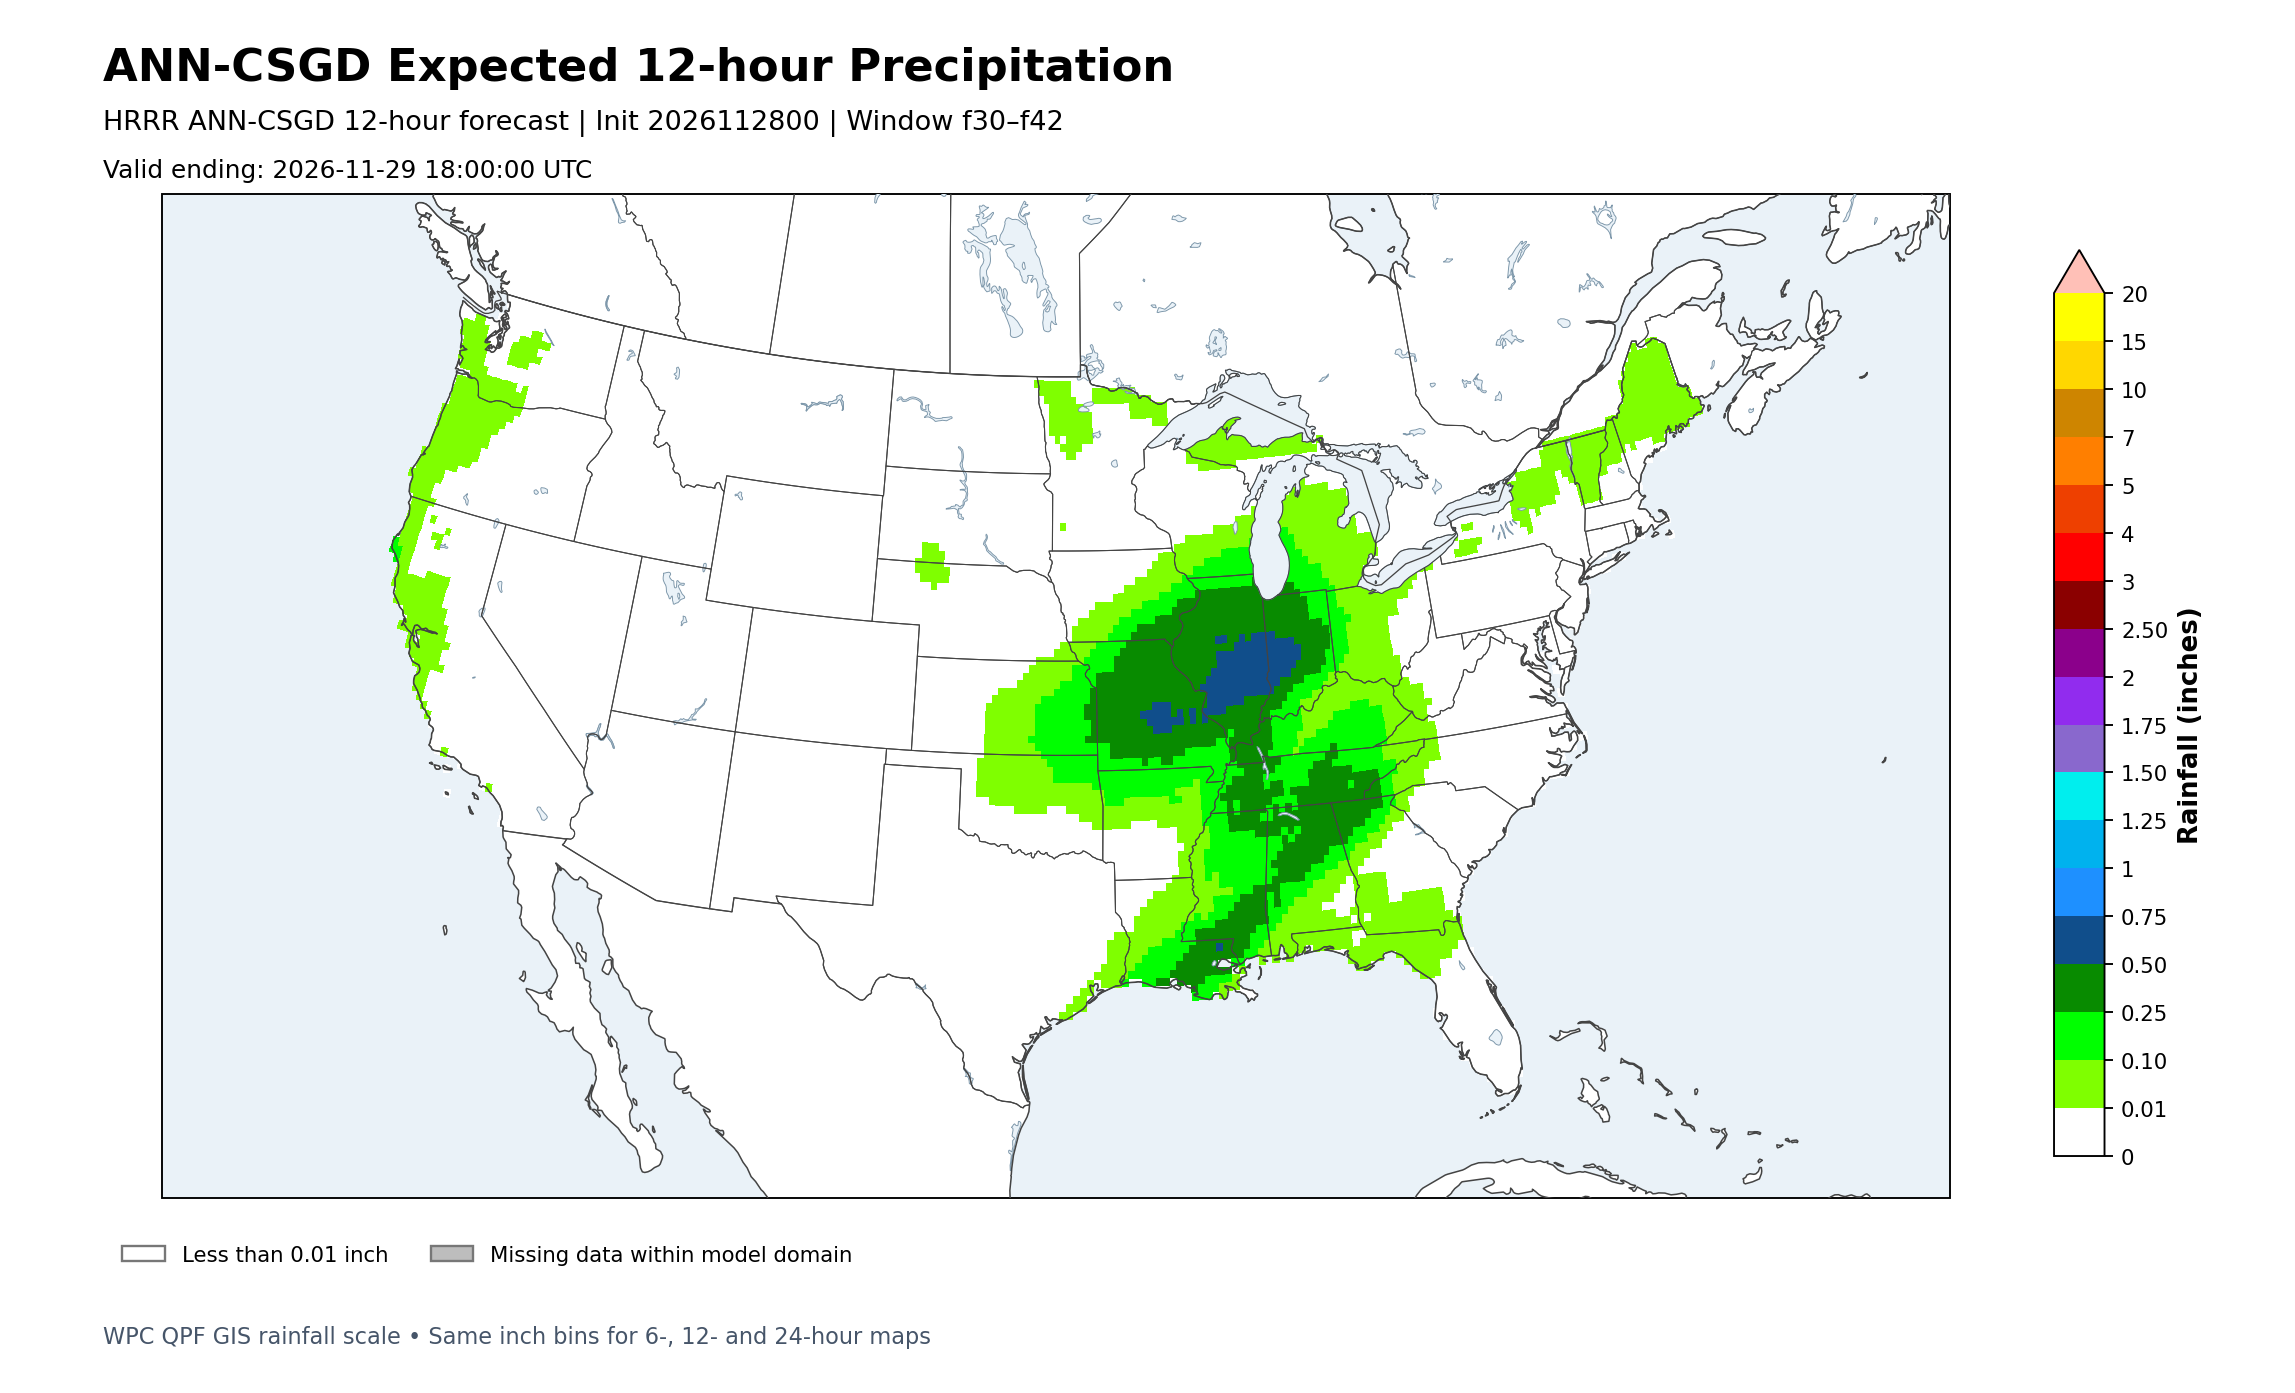 ANN-CSGD Expected 12-hour Precipitation
HRRR ANN-CSGD 12-hour forecast | Init 2026112800 | Window f30–f42
Valid ending: 2026-11-29 18:00:00 UTC
20
15
10
7
5
4
3
2.50
2
1.75
1.50
1.25
1
0.75
0.50
0.25
0.10
0.01
0
Rainfall (inches)
Less than 0.01 inch
Missing data within model domain
WPC QPF GIS rainfall scale • Same inch bins for 6-, 12- and 24-hour maps